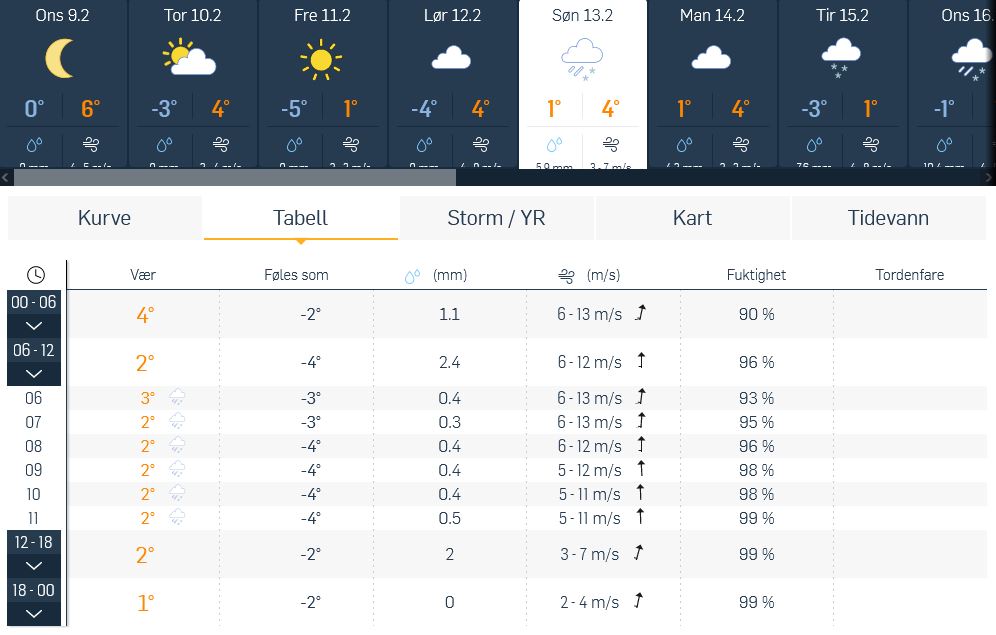 Ons 9.2 Tor 10.2 Fre 11.2 Lør 12.2 Søn 13.2 Man 14.2 Tir 15.2 Ons 16.
0° 6° -3° 4° -5° 1° -4° 4° 1° 4° 1° 4° -3° 1° -1°
Kurve Tabell Storm / YR Kart Tidevann
Vær Føles som (mm) (m/s) Fuktighet Tordenfare
00 - 06 4° -2° 1.1 6 - 13 m/s 90 %
06 - 12 2° -4° 2.4 6 - 12 m/s 96 %
06 3° -3° 0.4 6 - 13 m/s 93 %
07 2° -3° 0.3 6 - 13 m/s 95 %
08 2° -4° 0.4 6 - 12 m/s 96 %
09 2° -4° 0.4 5 - 12 m/s 98 %
10 2° -4° 0.4 5 - 11 m/s 98 %
11 2° -4° 0.5 5 - 11 m/s 99 %
12 - 18 2° -2° 2 3 - 7 m/s 99 %
18 - 00 1° -2° 0 2 - 4 m/s 99 %